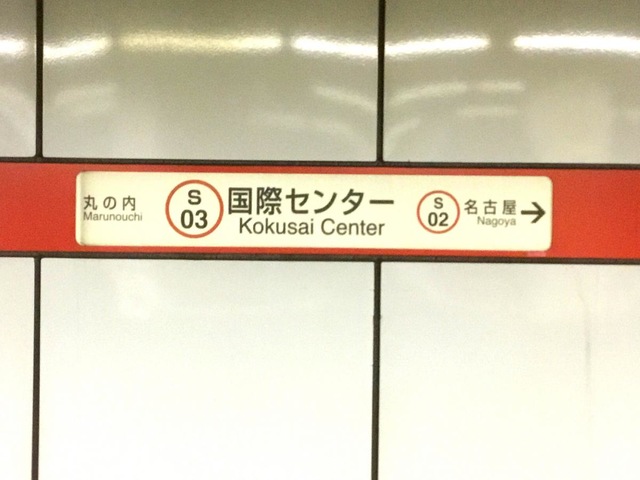 丸の内
Marunouchi
S
03
国際センター
Kokusai Center
S
02
名古屋 →
Nagoya